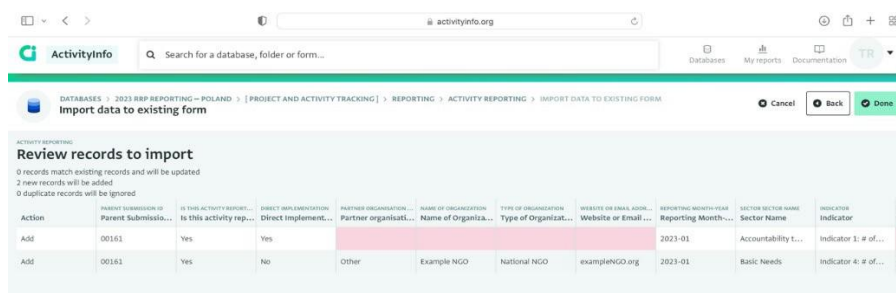 activityinfo.org
ActivityInfo
Search for a database, folder or form...
Databases
My reports
Documentation
TR
DATABASES > 2023 RRP REPORTING – POLAND > [PROJECT AND ACTIVITY TRACKING] > REPORTING > ACTIVITY REPORTING > IMPORT DATA TO EXISTING FORM
Import data to existing form
Cancel
Back
Done
ACTIVITY REPORTING
Review records to import
0 records match existing records and will be updated
2 new records will be added
0 duplicate records will be ignored
PARENT SUBMISSION ID IS THIS ACTIVITY REPORT... DIRECT IMPLEMENTATION PARTNER ORGANISATION... NAME OF ORGANIZATION TYPE OF ORGANIZATION WEBSITE OR EMAIL ADDR... REPORTING MONTH-YEAR SECTOR SECTOR NAME INDICATOR
Action Parent Submissio... Is this activity rep... Direct Implement... Partner organisati... Name of Organiza... Type of Organizat... Website or Email ... Reporting Month-... Sector Name Indicator
Add 00161 Yes Yes 2023-01 Accountability t... Indicator 1: # of...
Add 00161 Yes No Other Example NGO National NGO exampleNGO.org 2023-01 Basic Needs Indicator 4: # of...